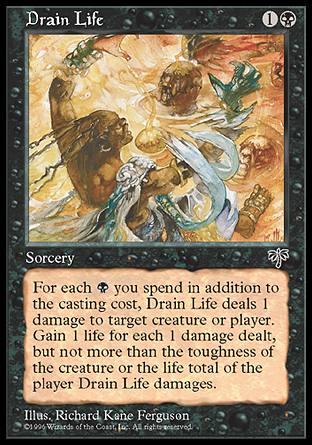 Drain Life 1
Sorcery
For each you spend in addition to
the casting cost, Drain Life deals 1
damage to target creature or player.
Gain 1 life for each 1 damage dealt,
but not more than the toughness of
the creature or the life total of the
player Drain Life damages.
Illus. Richard Kane Ferguson
©1996 Wizards of the Coast, Inc. All rights reserved.